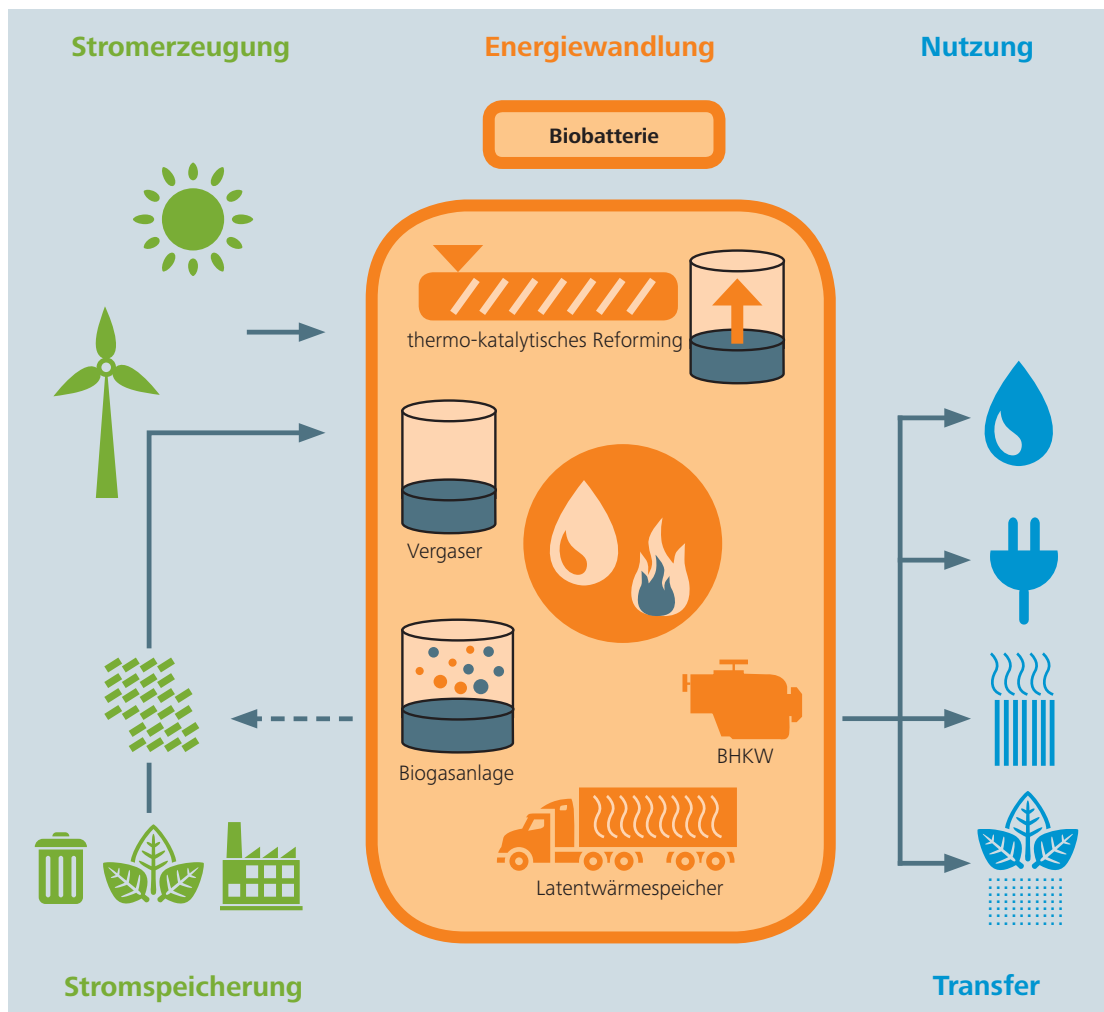 Stromerzeugung
Energiewandlung
Nutzung
Biobatterie
thermo-katalytisches Reforming
Vergaser
Biogasanlage
BHKW
Latentwärmespeicher
Stromspeicherung
Transfer